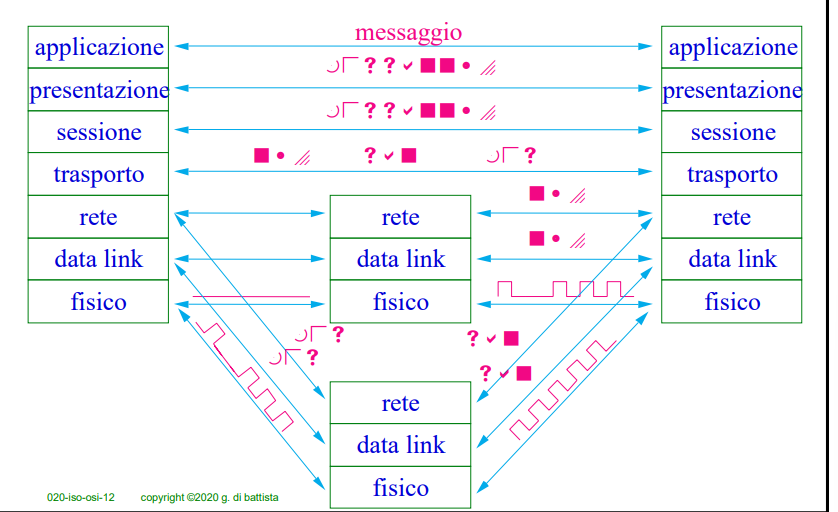 messaggio
applicazione
applicazione
? ?
presentazione
presentazione
? ?
sessione
sessione
? ?
trasporto
trasporto
rete
rete
rete
data link
data link
data link
fisico
fisico
fisico
?
?
?
?
rete
data link
fisico
020-iso-osi-12 copyright ©2020 g. di battista